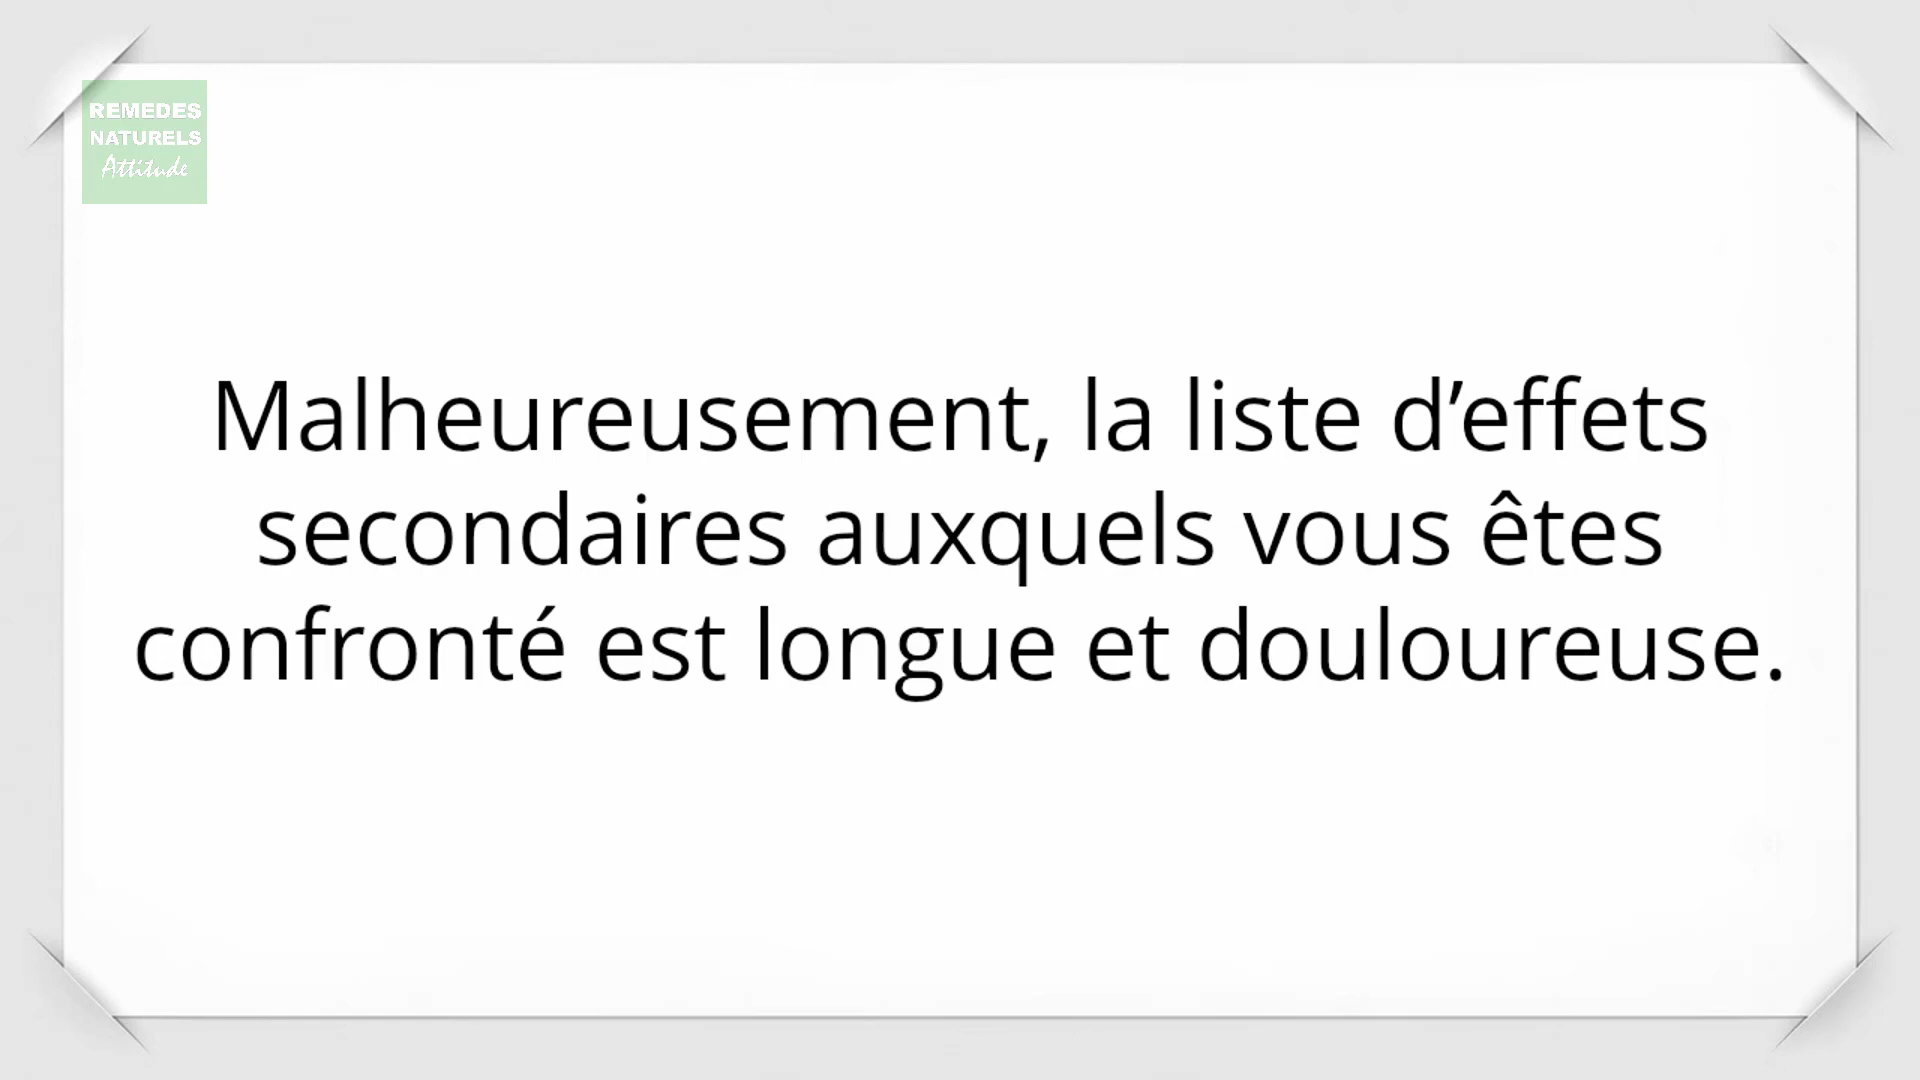 REMEDES
NATURELS
Attitude
Malheureusement, la liste d’effets
secondaires auxquels vous êtes
confronté est longue et douloureuse.